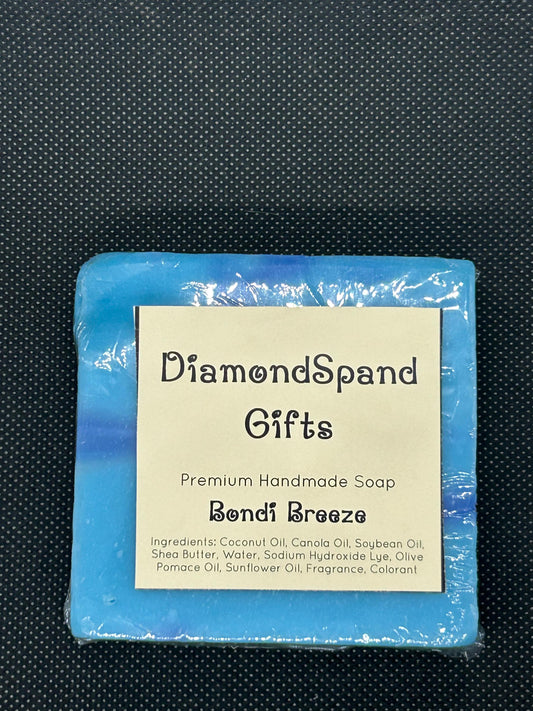 DiamondSpand
Gifts
Premium Handmade Soap
Bondi Breeze
Ingredients: Coconut Oil, Canola Oil, Soybean Oil,
Shea Butter, Water, Sodium Hydroxide Lye, Olive
Pomace Oil, Sunflower Oil, Fragrance, Colorant